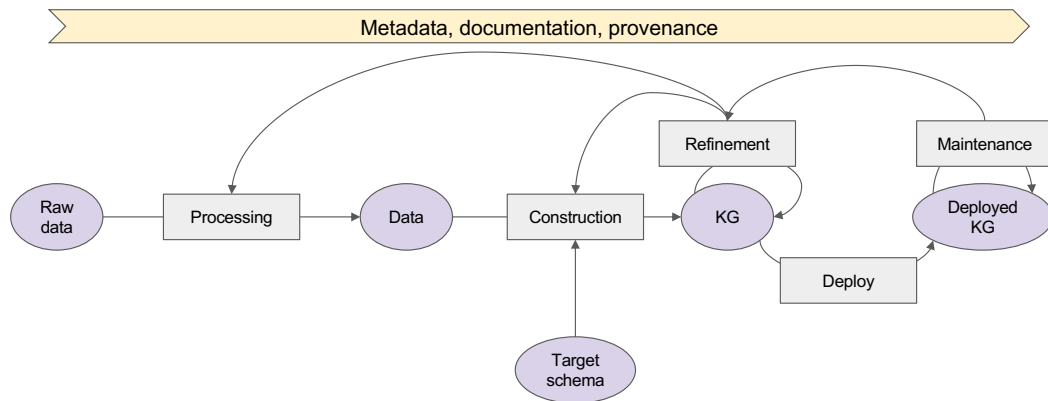 Metadata, documentation, provenance
Refinement
Maintenance
Raw
data
Processing
Data
Construction
KG
Deployed
KG
Deploy
Target
schema